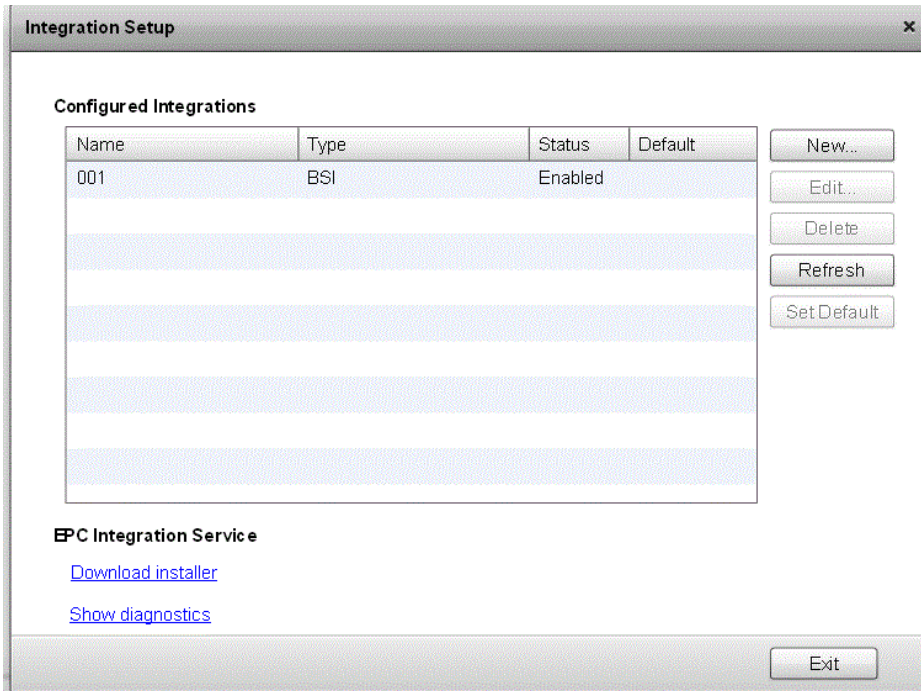 Integration Setup
×
Configured Integrations
Name Type Status Default
001 BSI Enabled
New...
Edit...
Delete
Refresh
Set Default
EPC Integration Service
Download installer
Show diagnostics
Exit